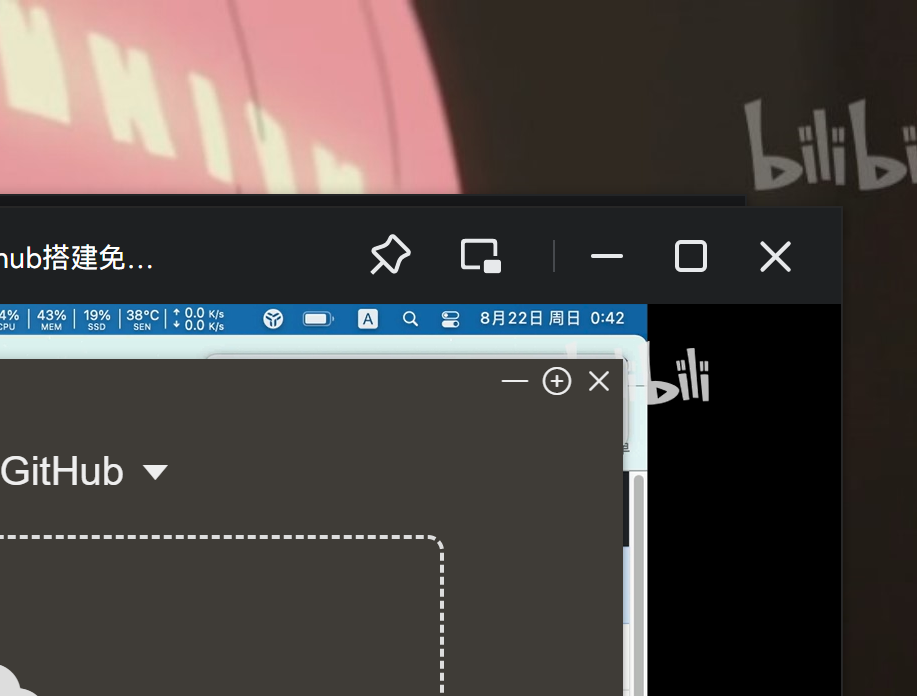 bilibi
hub搭建免…
4% 43% 19% 38°C ↑ 0.0 K/s
CPU MEM SSD SEN ↓ 0.0 K/s
A 8月22日 周日 0:42
bili
GitHub